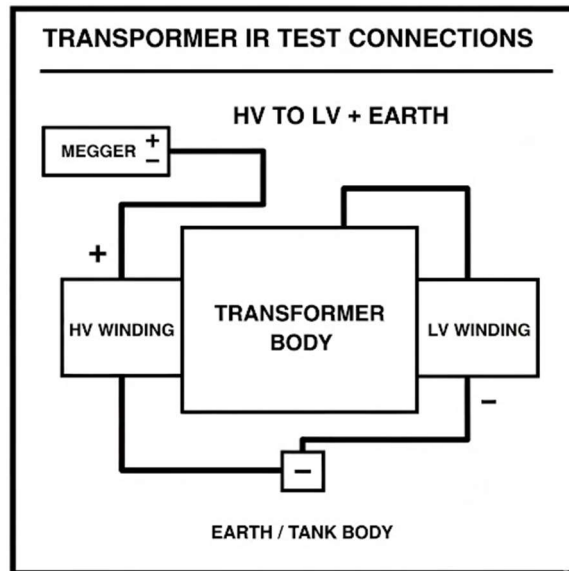 TRANSPORMER IR TEST CONNECTIONS
HV TO LV + EARTH
MEGGER
+
−
+
HV WINDING
TRANSFORMER
BODY
LV WINDING
−
−
EARTH / TANK BODY